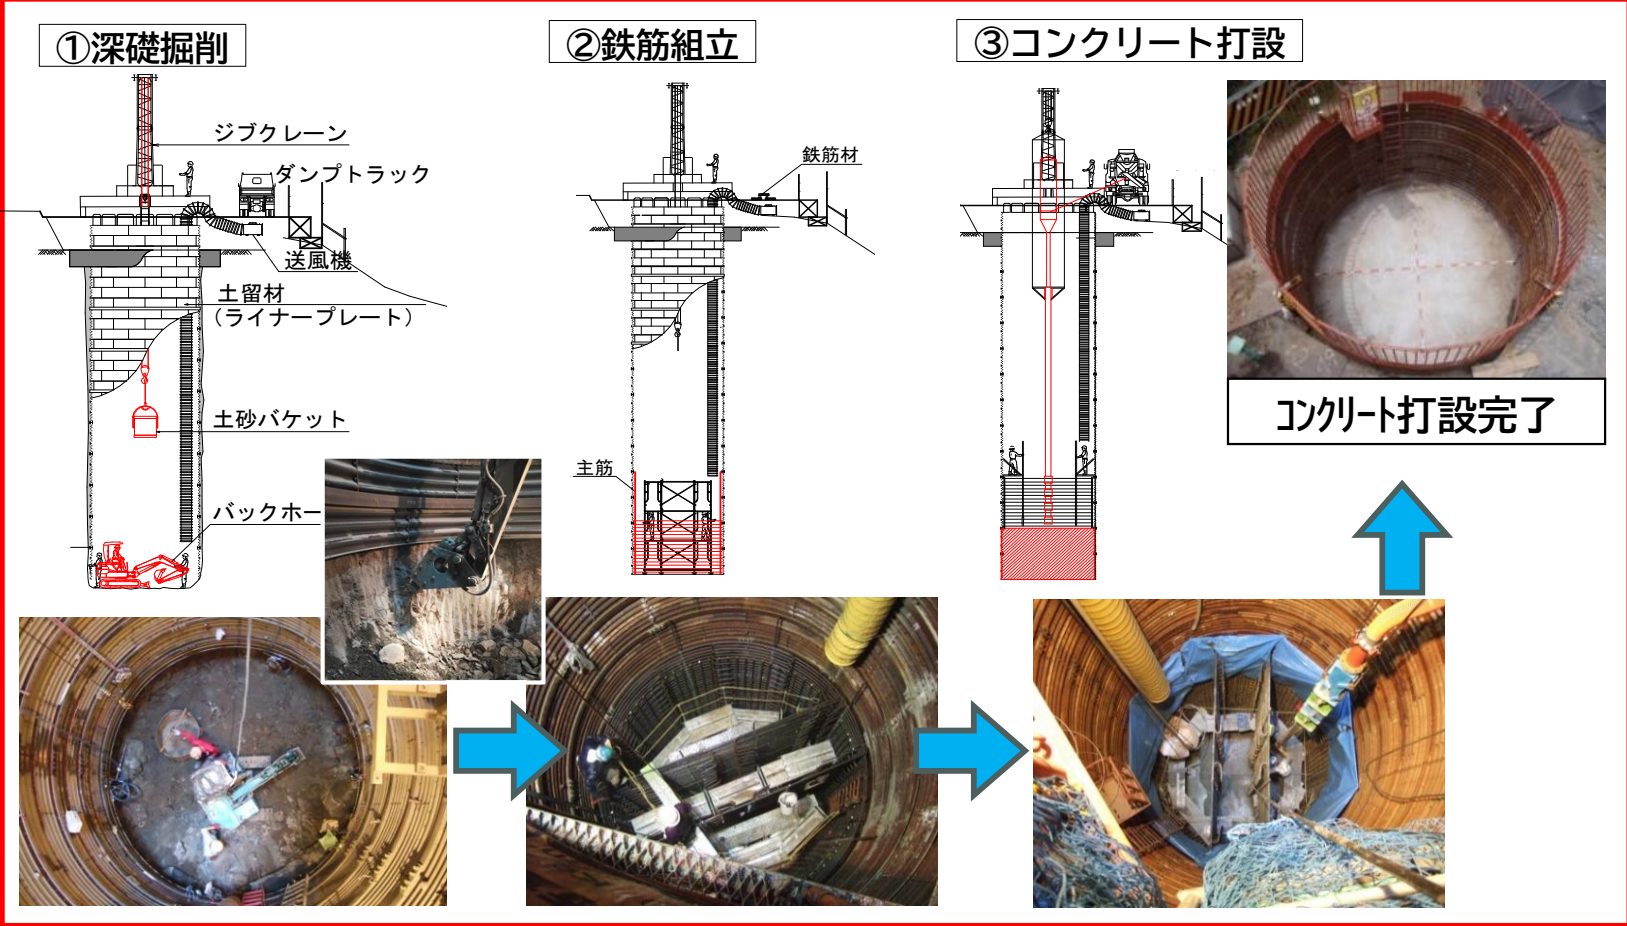 ①深礎掘削
ジブクレーン
ダンプトラック
送風機
土留材
（ライナープレート）
土砂バケット
バックホー
②鉄筋組立
鉄筋材
主筋
③コンクリート打設
コンクリート打設完了